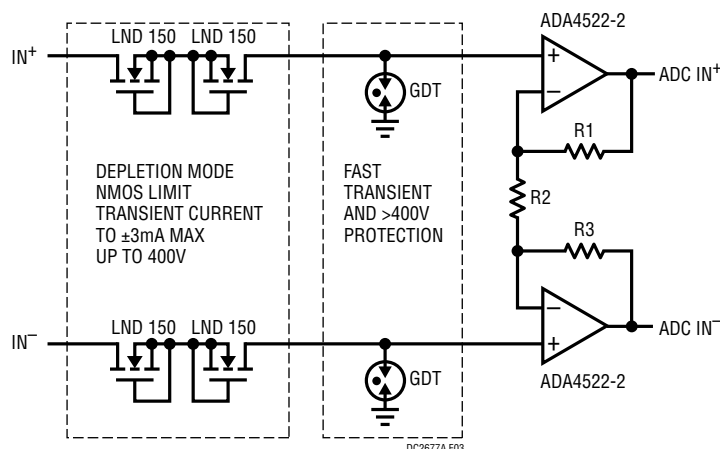 ADA4522-2
LND 150 LND 150
IN+
+
−
ADC IN+
GDT
R1
DEPLETION MODE
NMOS LIMIT
TRANSIENT CURRENT
TO ±3mA MAX
UP TO 400V
FAST
TRANSIENT
AND >400V
PROTECTION
R2
R3
LND 150 LND 150
IN−
−
+
ADC IN−
GDT
ADA4522-2
DC2677A F03